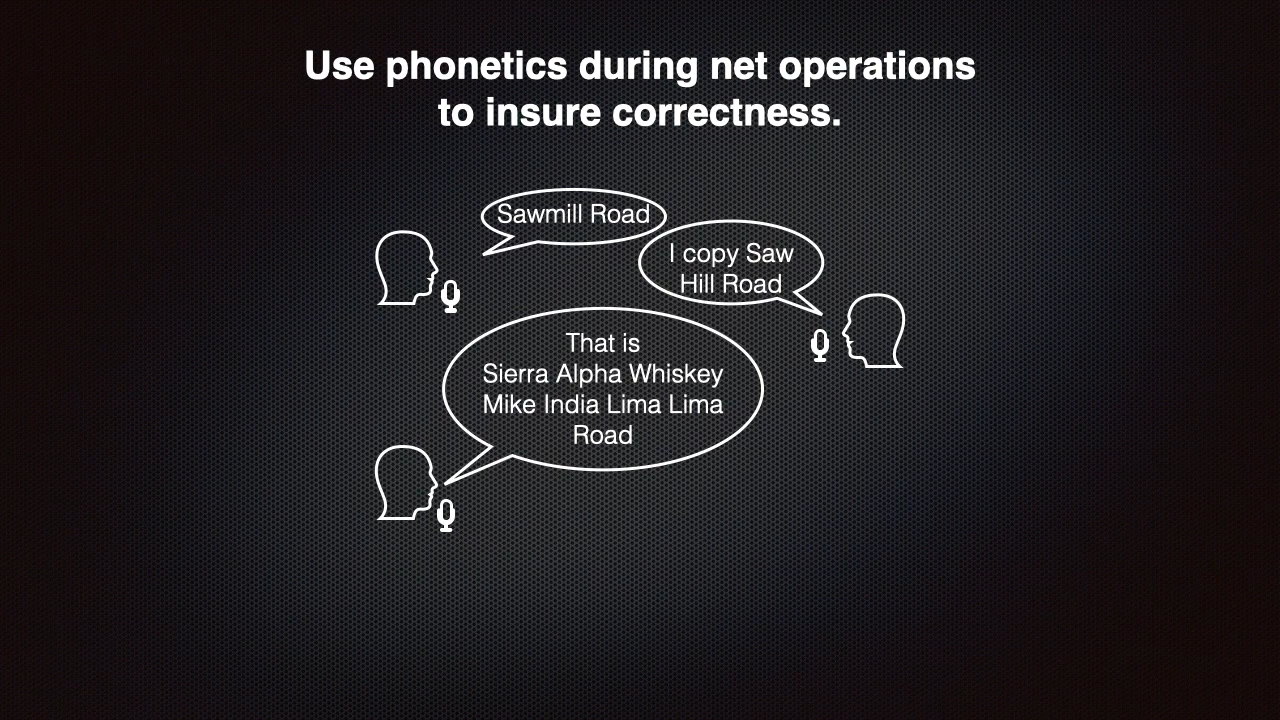 Use phonetics during net operations
to insure correctness.
Sawmill Road
I copy Saw
Hill Road
That is
Sierra Alpha Whiskey
Mike India Lima Lima
Road